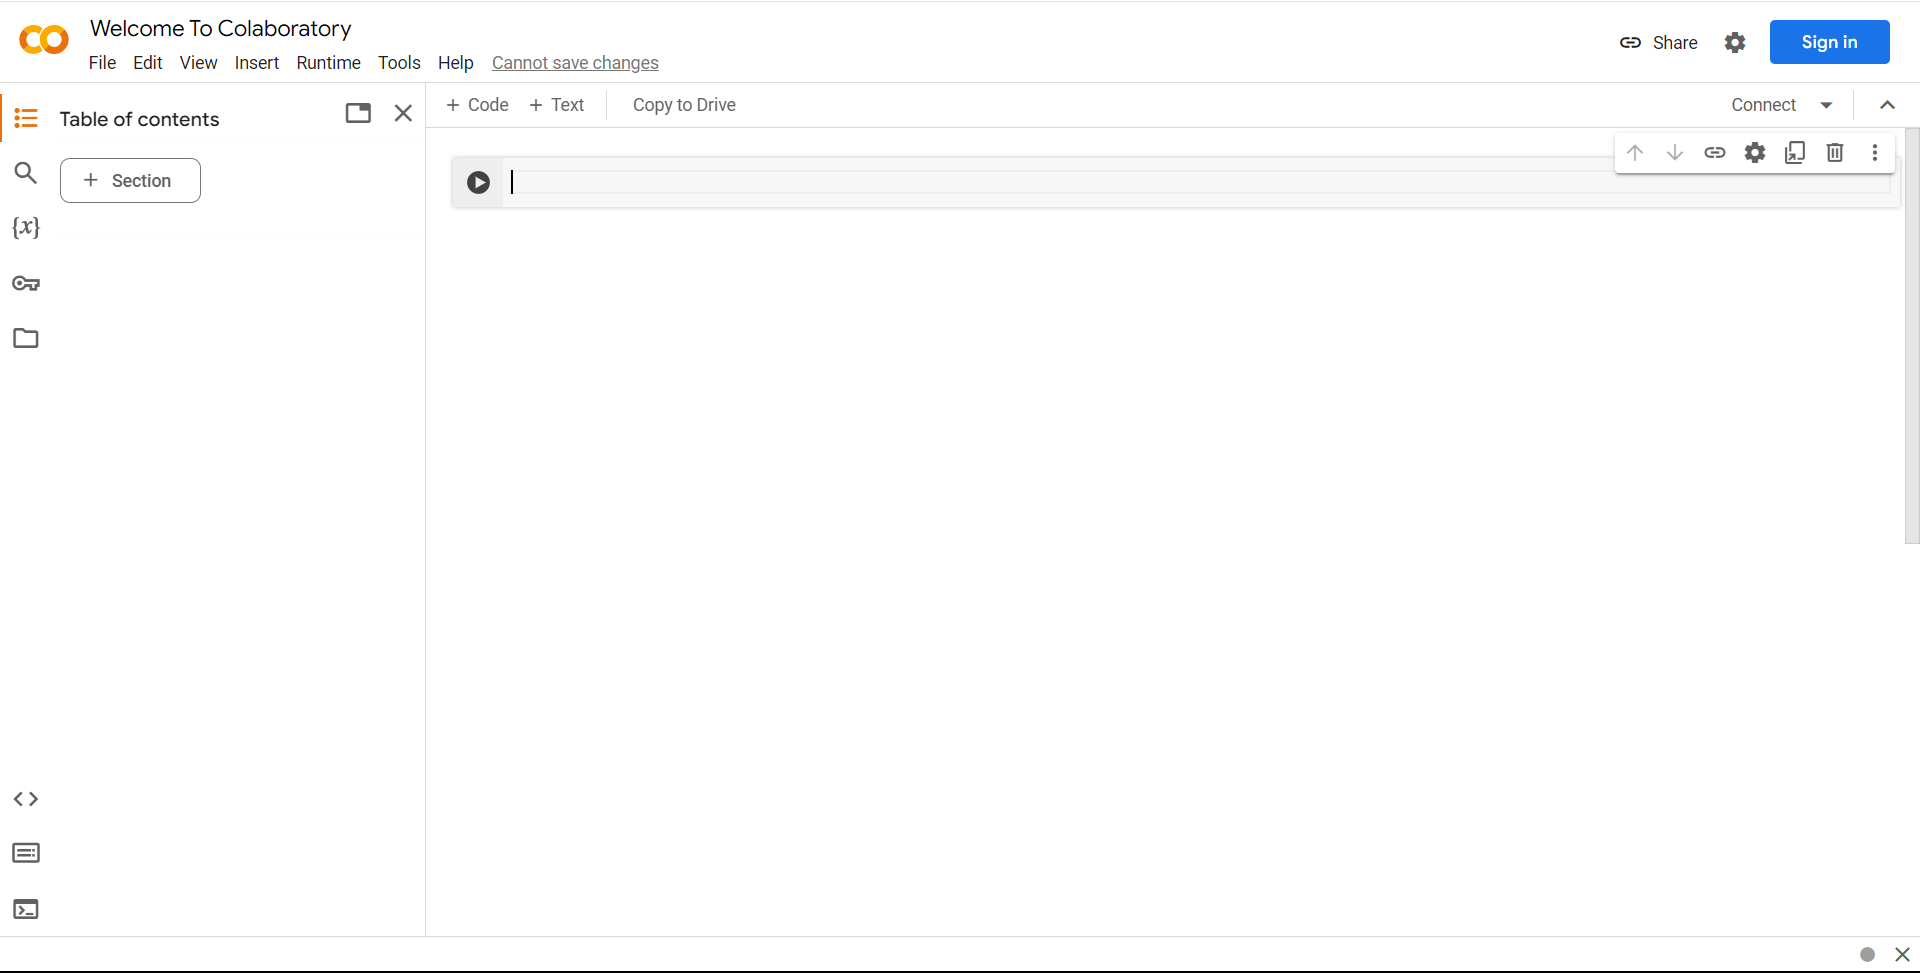 Welcome To Colaboratory
File Edit View Insert Runtime Tools Help Cannot save changes
Share
Sign in
Table of contents
+ Section
{x}
+ Code + Text Copy to Drive
Connect